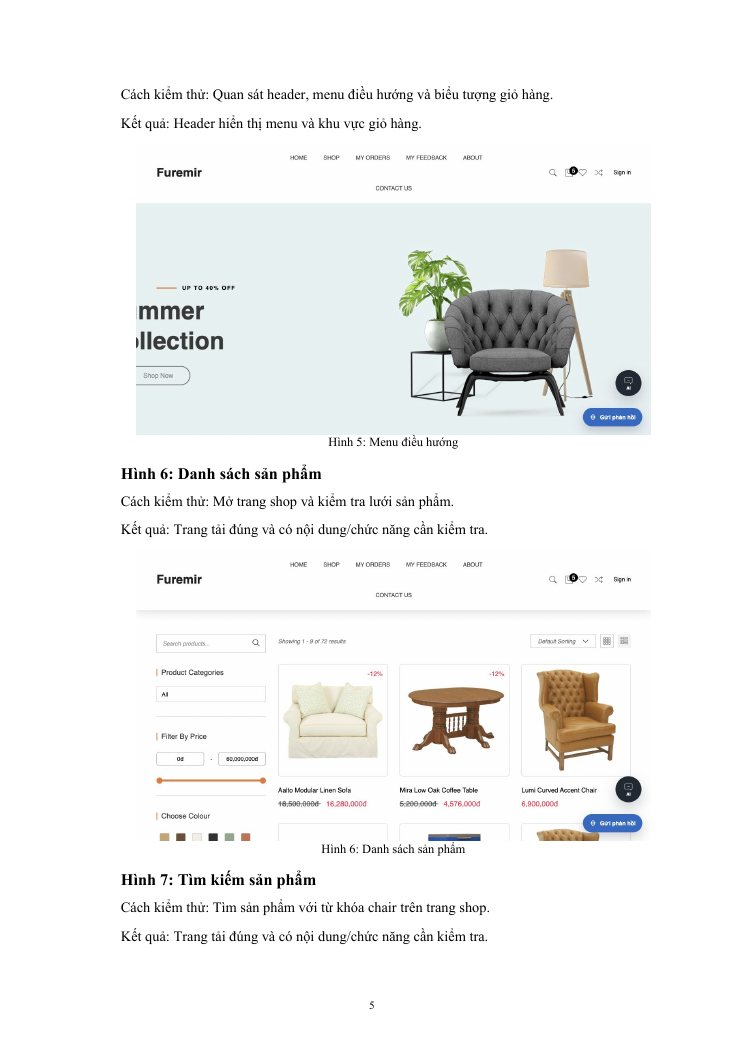 Cách kiểm thử: Quan sát header, menu điều hướng và biểu tượng giỏ hàng.
Kết quả: Header hiển thị menu và khu vực giỏ hàng.
HOME SHOP MY ORDERS MY FEEDBACK ABOUT
Furemir
0
Sign in
CONTACT US
UP TO 40% OFF
mmer
ollection
Shop Now
AI
Gửi phản hồi
Hình 5: Menu điều hướng
Hình 6: Danh sách sản phẩm
Cách kiểm thử: Mở trang shop và kiểm tra lưới sản phẩm.
Kết quả: Trang tải đúng và có nội dung/chức năng cần kiểm tra.
HOME SHOP MY ORDERS MY FEEDBACK ABOUT
Furemir
0
Sign in
CONTACT US
Search products...
Showing 1 - 9 of 72 results
Default Sorting
Product Categories
All
Filter By Price
0đ - 60,000,000đ
Choose Colour
-12%
-12%
Aalto Modular Linen Sofa
18,500,000đ 16,280,000đ
Mira Low Oak Coffee Table
5,200,000đ 4,576,000đ
Lumi Curved Accent Chair
6,900,000đ
AI
Gửi phản hồi
Hình 6: Danh sách sản phẩm
Hình 7: Tìm kiếm sản phẩm
Cách kiểm thử: Tìm sản phẩm với từ khóa chair trên trang shop.
Kết quả: Trang tải đúng và có nội dung/chức năng cần kiểm tra.
5